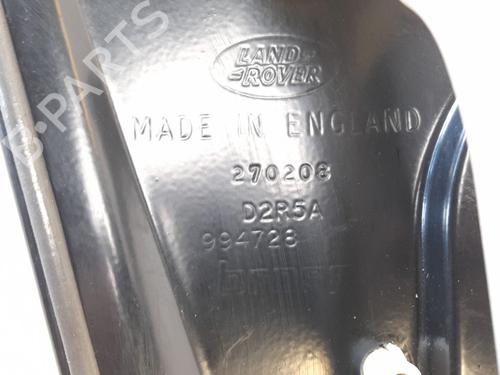 B-PARTS
LAND
ROVER
MADE IN ENGLAND
270208
D2R5A
994728